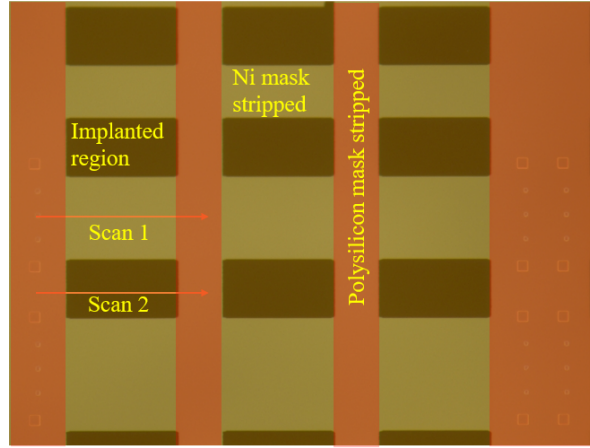 Ni mask
stripped
Implanted
region
Polysilicon mask stripped
Scan 1
Scan 2